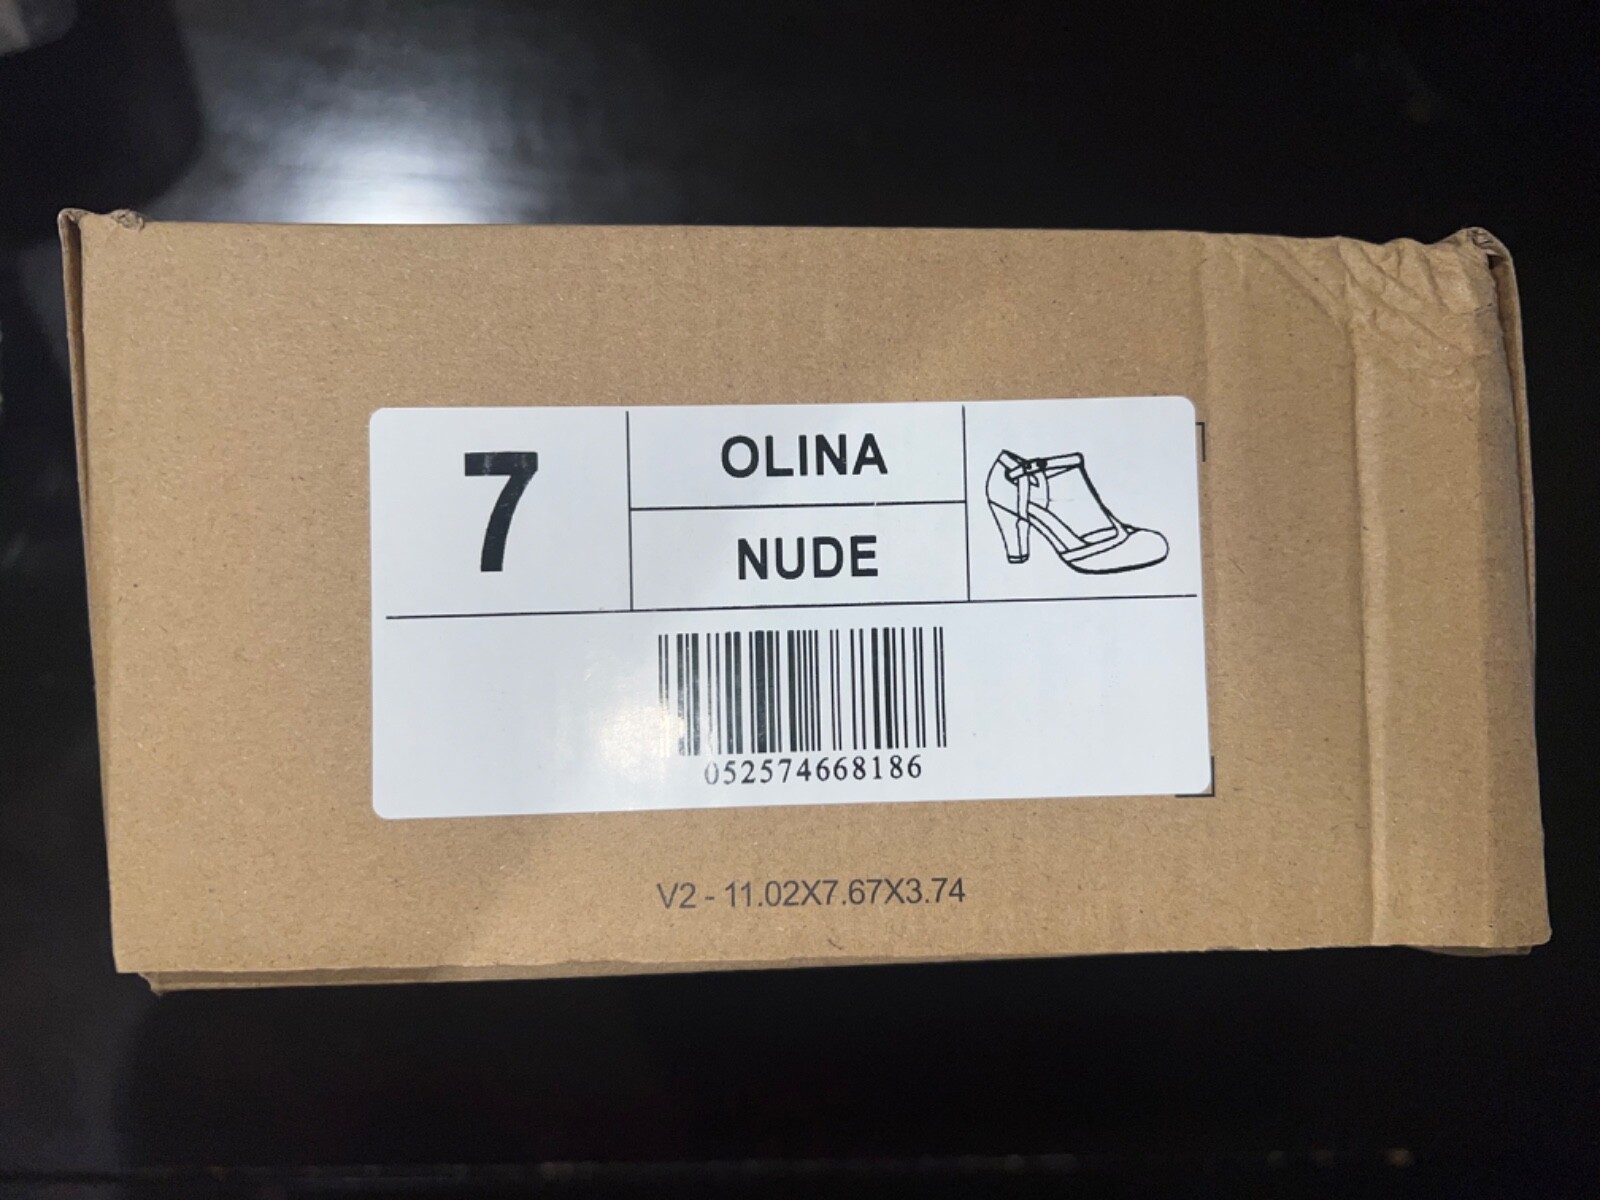 7
OLINA
NUDE
052574668186
V2 - 11.02X7.67X3.74